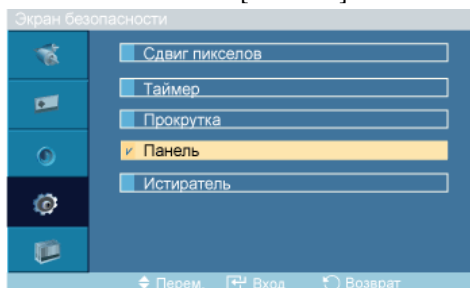 Экран безопасности
Сдвиг пикселов
Таймер
Прокрутка
Панель
Истиратель
Перем. Вход Возврат